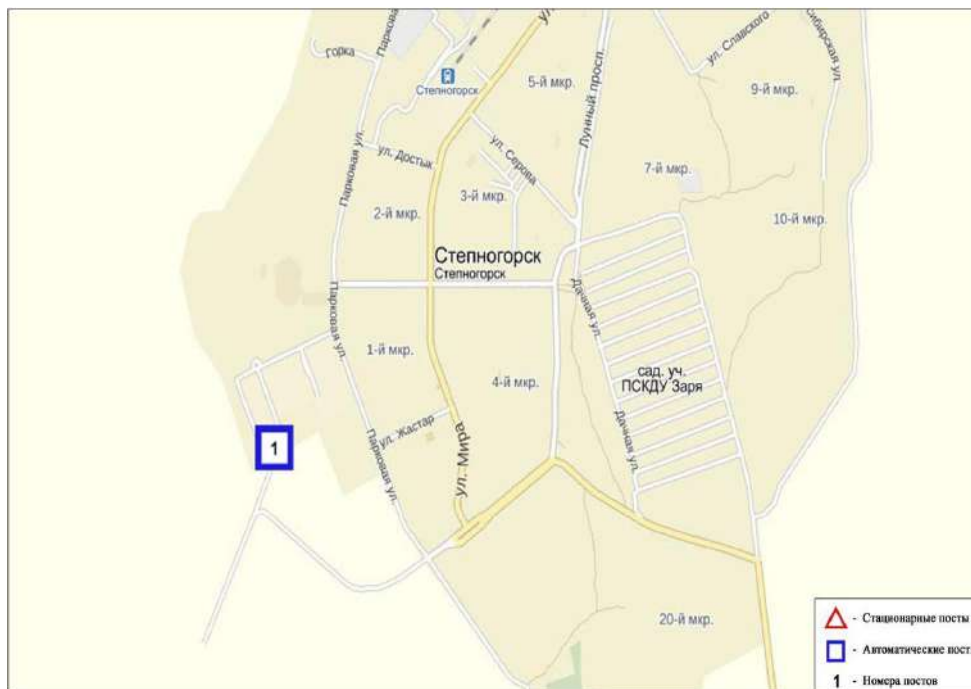 Горка
Паркова
ул.
Степногорск
5-й мкр.
Лунный просп.
ул. Славского
сибирская ул.
9-й мкр.
Парковая ул.
ул. Достык
ул. Серова
3-й мкр.
7-й мкр.
2-й мкр.
10-й мкр.
Степногорск
Степногорск
Дачная ул.
Парковая ул.
1-й мкр.
4-й мкр.
сад. уч.
ПСКДУ Заря
ул. Жастар
Дачная ул.
ул. Мира
Парковая ул.
1
20-й мкр.
- Стационарные посты
- Автоматические пост
1 - Номера постов